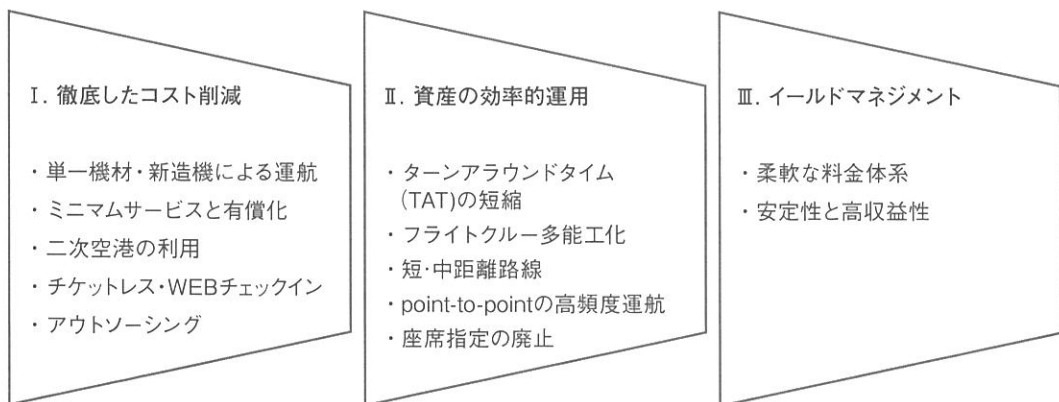 I. 徹底したコスト削減
・単一機材・新造機による運航
・ミニマムサービスと有償化
・二次空港の利用
・チケットレス・WEBチェックイン
・アウトソーシング
II. 資産の効率的運用
・ターンアラウンドタイム
(TAT)の短縮
・フライトクルー多能工化
・短・中距離路線
・point-to-pointの高頻度運航
・座席指定の廃止
III. イールドマネジメント
・柔軟な料金体系
・安定性と高収益性